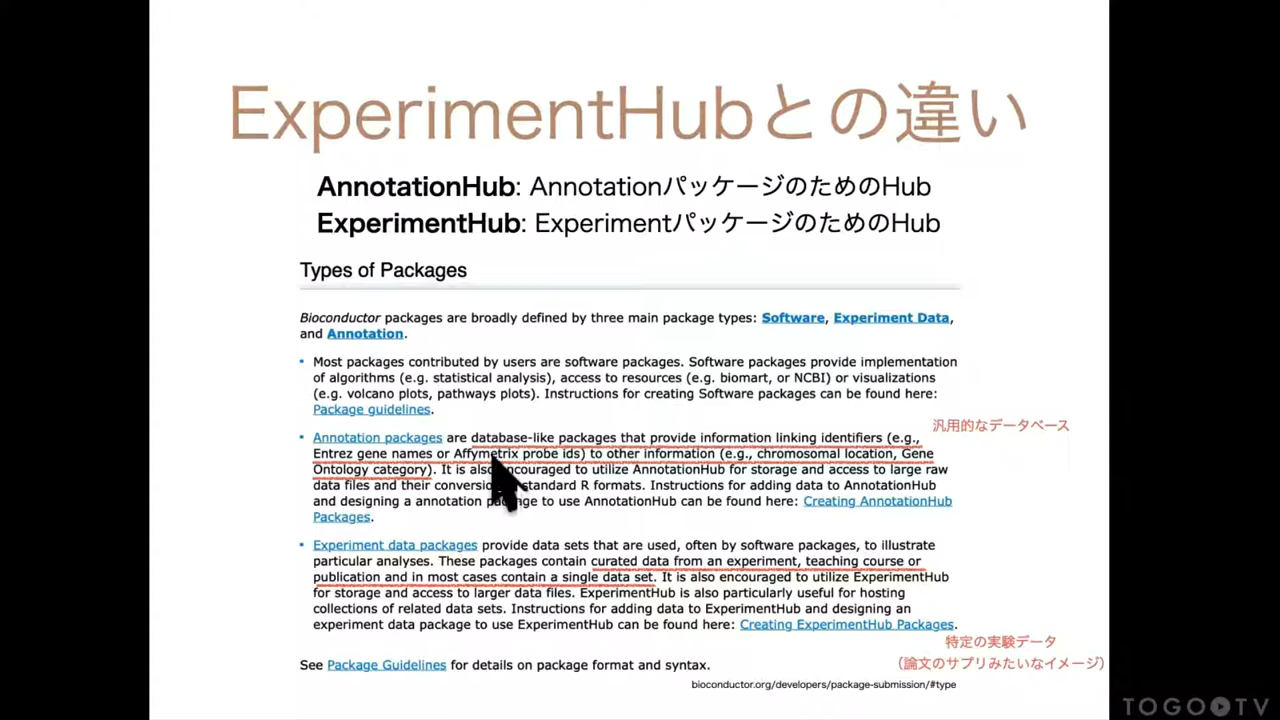 ExperimentHubとの違い
AnnotationHub: AnnotationパッケージのためのHub
ExperimentHub: ExperimentパッケージのためのHub
Types of Packages
Bioconductor packages are broadly defined by three main package types: Software, Experiment Data,
and Annotation.
• Most packages contributed by users are software packages. Software packages provide implementation
of algorithms (e.g. statistical analysis), access to resources (e.g. biomart, or NCBI) or visualizations
(e.g. volcano plots, pathways plots). Instructions for creating Software packages can be found here:
Package guidelines.
汎用的なデータベース
• Annotation packages are database-like packages that provide information linking identifiers (e.g.,
Entrez gene names or Affymetrix probe ids) to other information (e.g., chromosomal location, Gene
Ontology category). It is also encouraged to utilize AnnotationHub for storage and access to large raw
data files and their conversio standard R formats. Instructions for adding data to AnnotationHub
and designing a annotation package to use AnnotationHub can be found here: Creating AnnotationHub
Packages.
• Experiment data packages provide data sets that are used, often by software packages, to illustrate
particular analyses. These packages contain curated data from an experiment, teaching course or
publication and in most cases contain a single data set. It is also encouraged to utilize ExperimentHub
for storage and access to larger data files. ExperimentHub is also particularly useful for hosting
collections of related data sets. Instructions for adding data to ExperimentHub and designing an
experiment data package to use ExperimentHub can be found here: Creating ExperimentHub Packages.
特定の実験データ
（論文のサプリみたいなイメージ）
See Package Guidelines for details on package format and syntax.
bioconductor.org/developers/package-submission/#type
TOGOTV